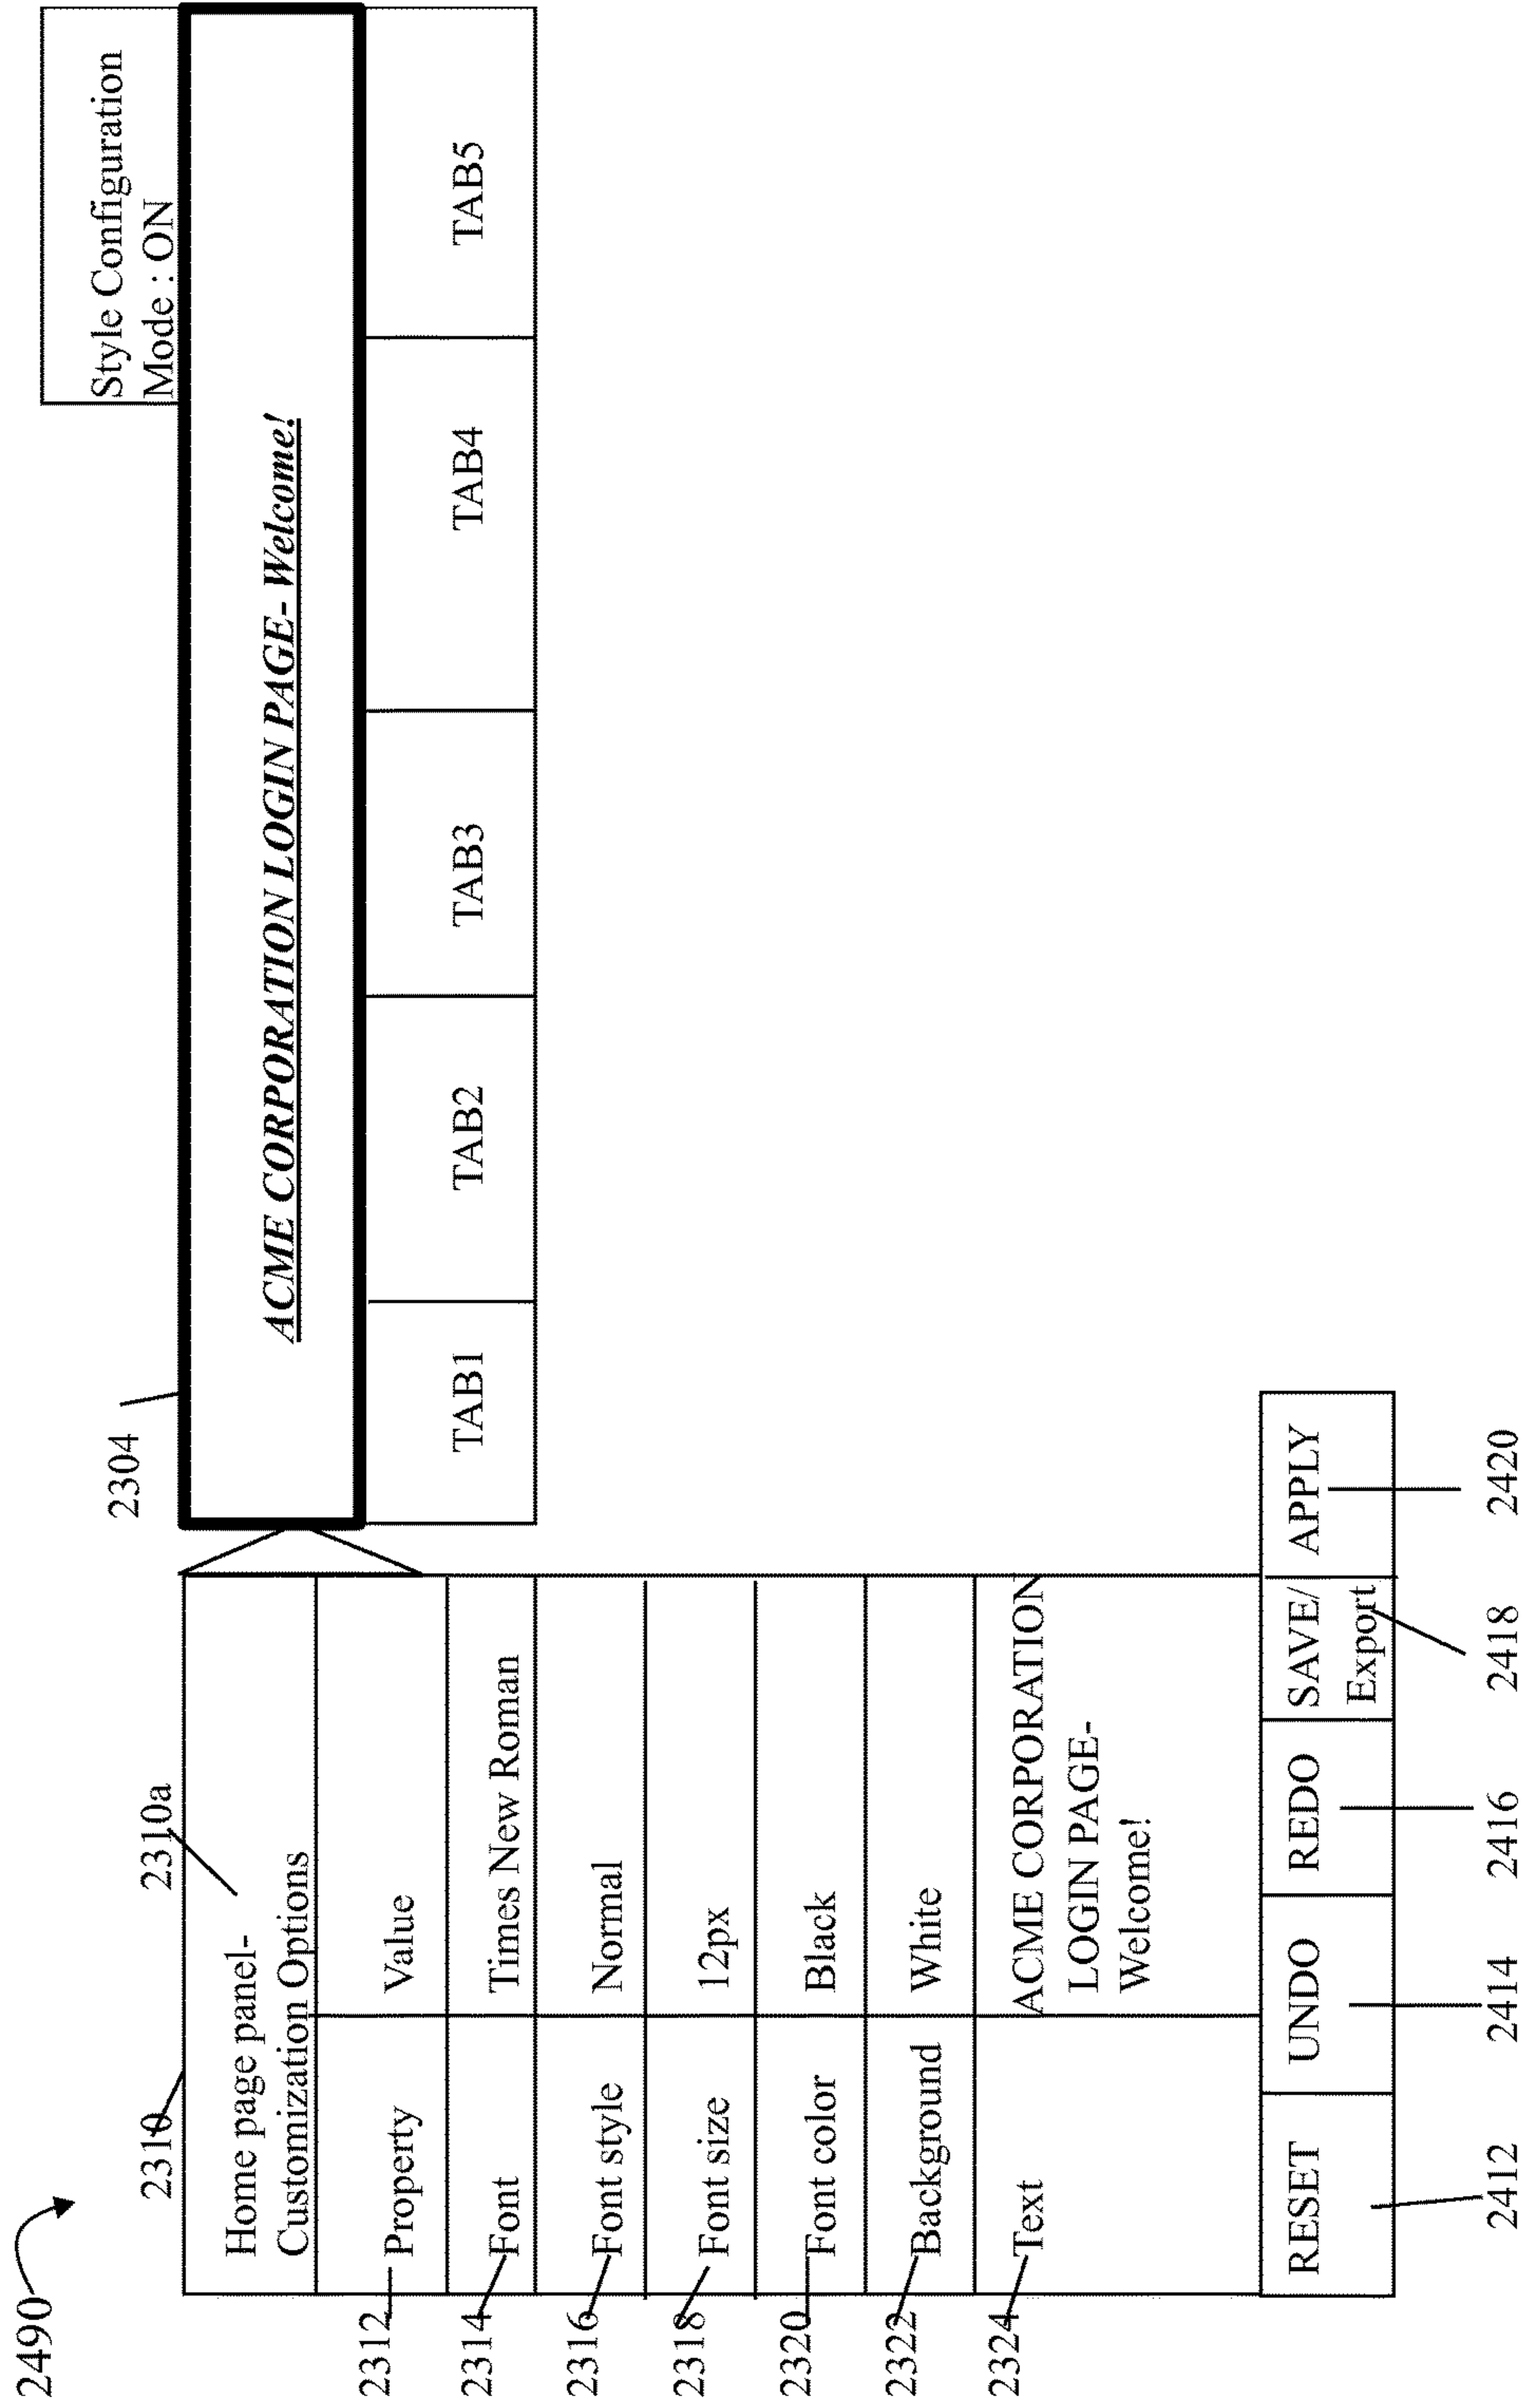 2490
Style Configuration
Mode : ON
2304
ACME CORPORATION LOGIN PAGE- Welcome!
TAB1 TAB2 TAB3 TAB4 TAB5
2310 2310a
Home page panel-
Customization Options
2312 Property Value
2314 Font Times New Roman
2316 Font style Normal
2318 Font size 12px
2320 Font color Black
2322 Background White
2324 Text ACME CORPORATION
LOGIN PAGE-
Welcome!
RESET UNDO REDO SAVE/ APPLY
Export
2412 2414 2416 2418 2420